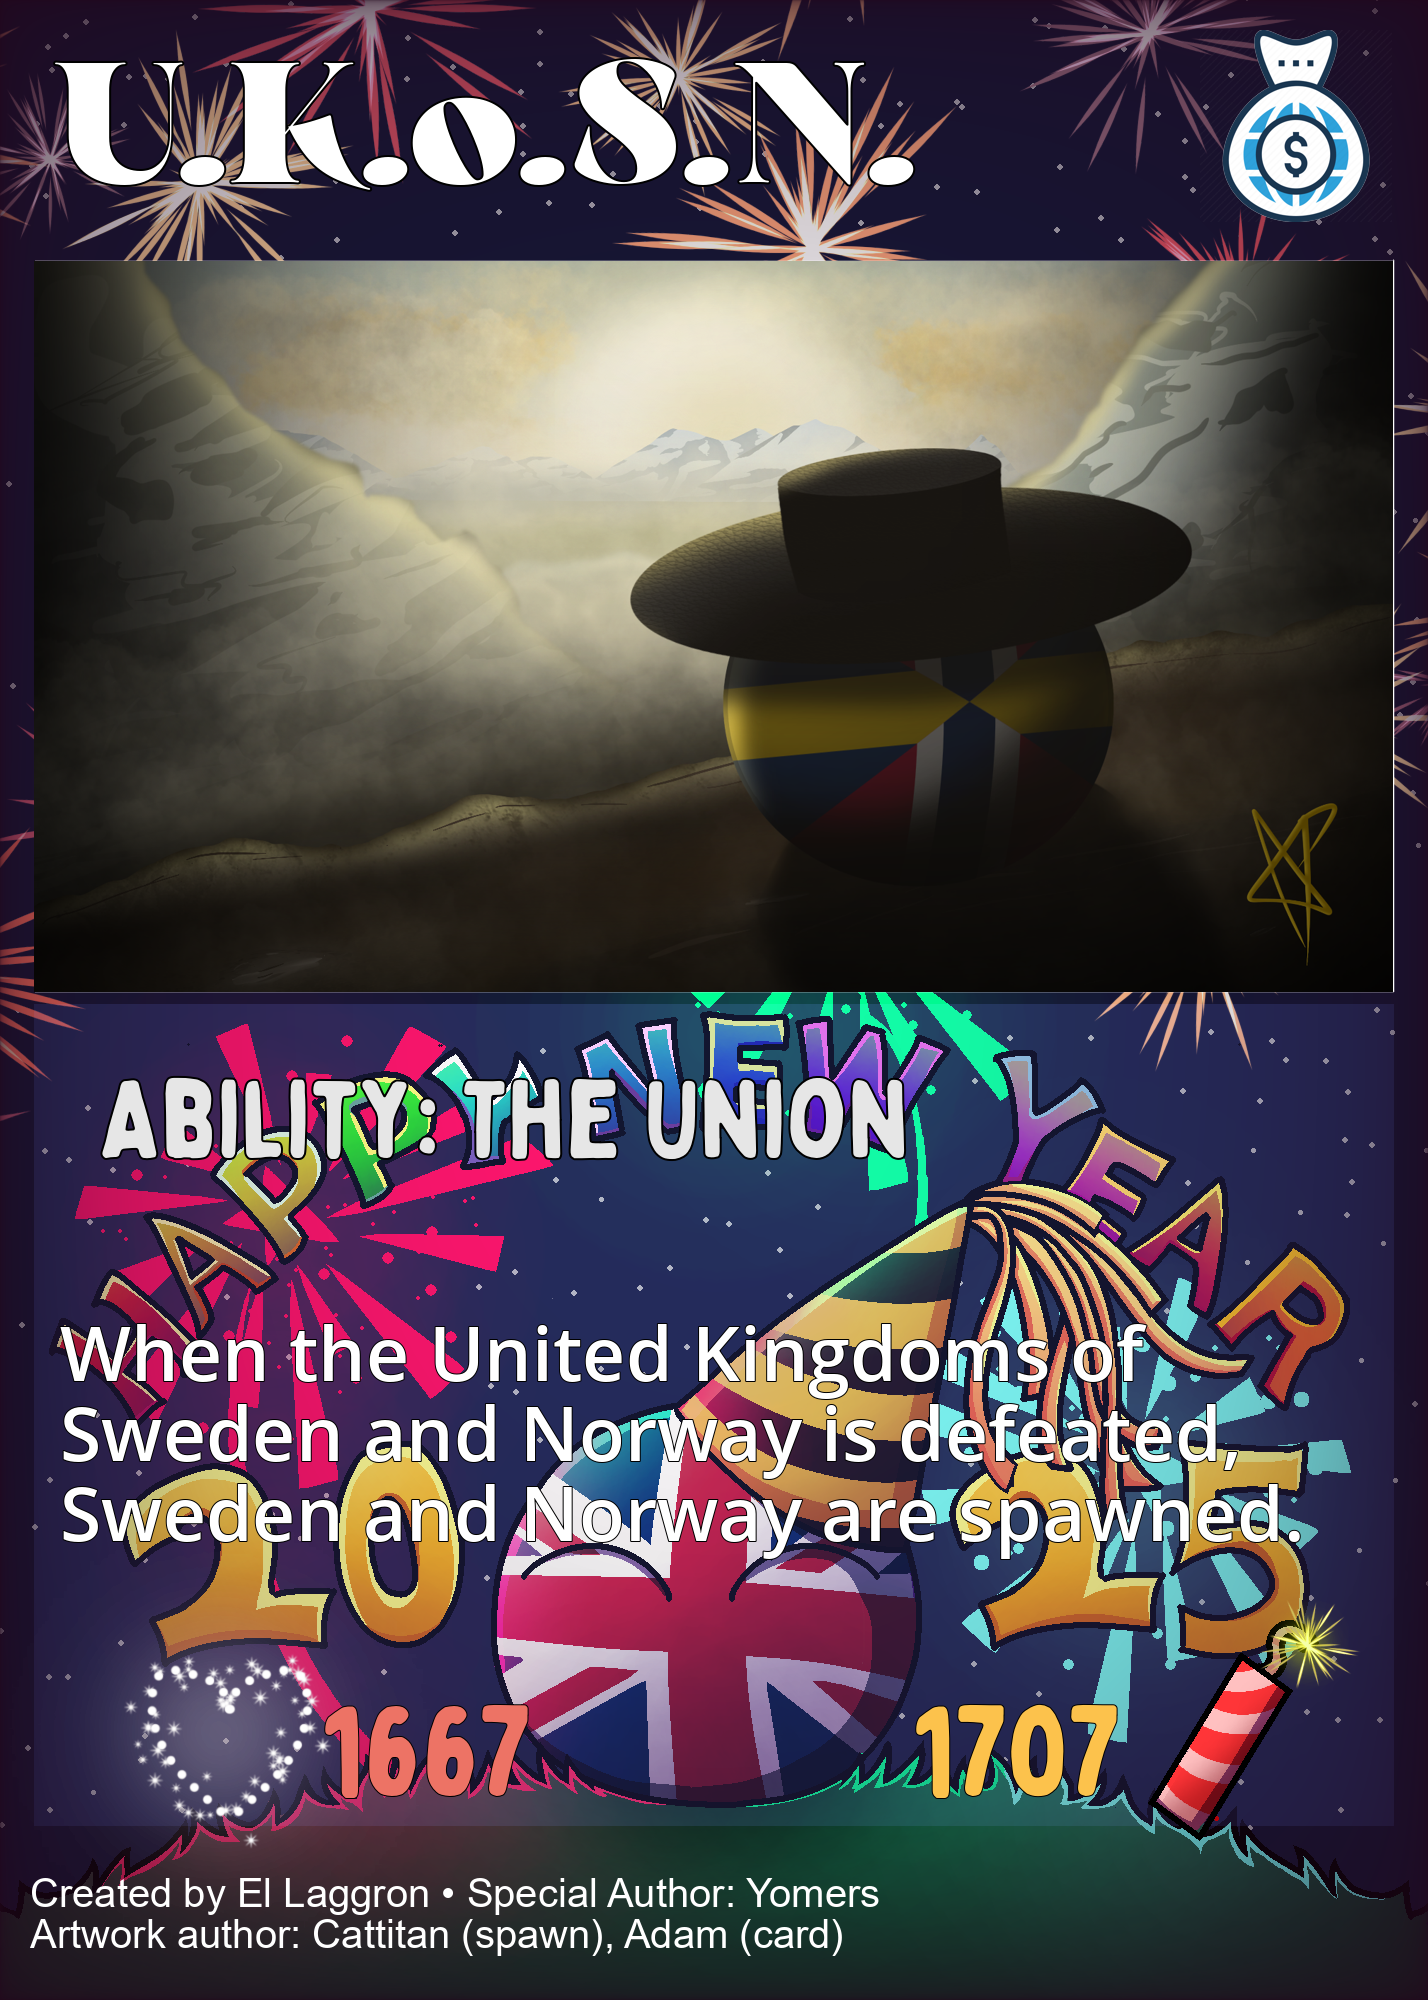 U.K.o.S.N.
$
HAPPY NEW YEAR
ABILITY: THE UNION
When the United Kingdoms of
Sweden and Norway is defeated,
Sweden and Norway are spawned.
2025
1667 1707
Created by El Laggron • Special Author: Yomers
Artwork author: Cattitan (spawn), Adam (card)